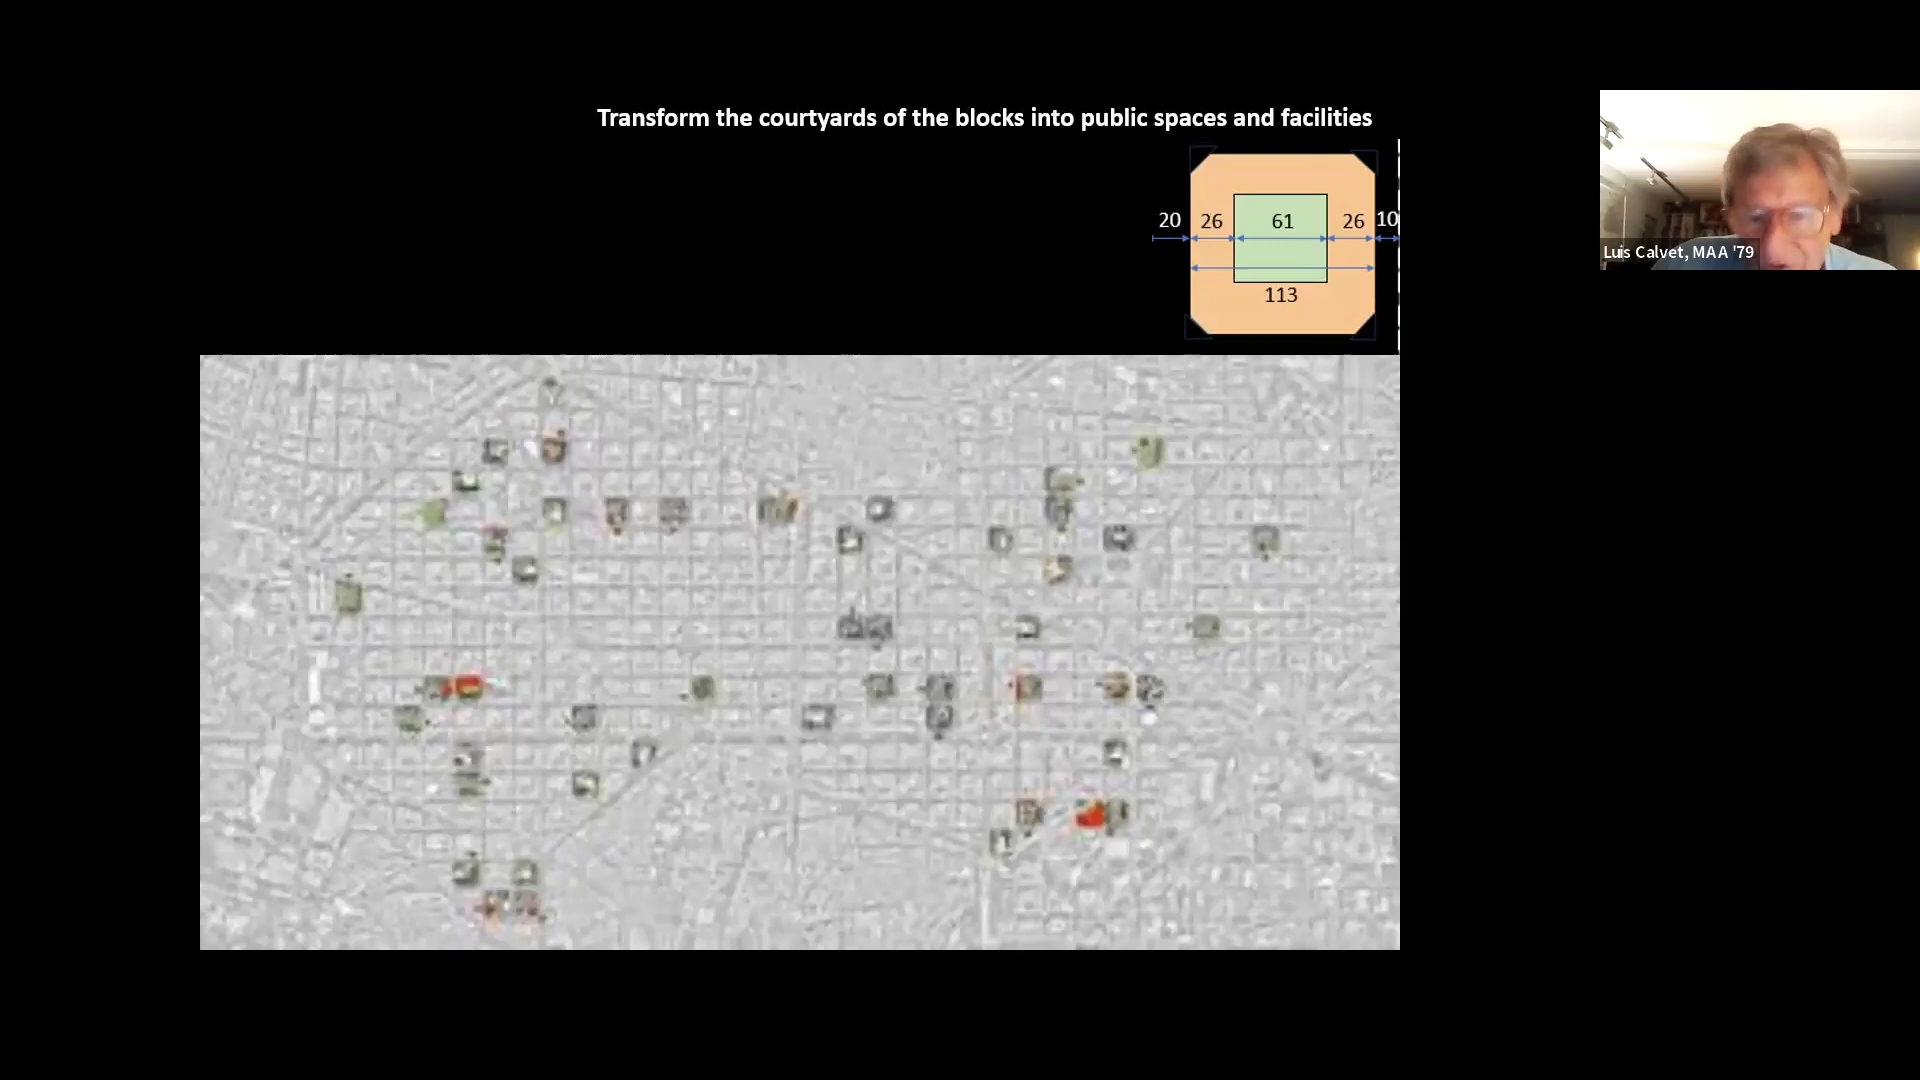 Transform the courtyards of the blocks into public spaces and facilities
20 26 61 26 10
113
Luis Calvet, MAA '79